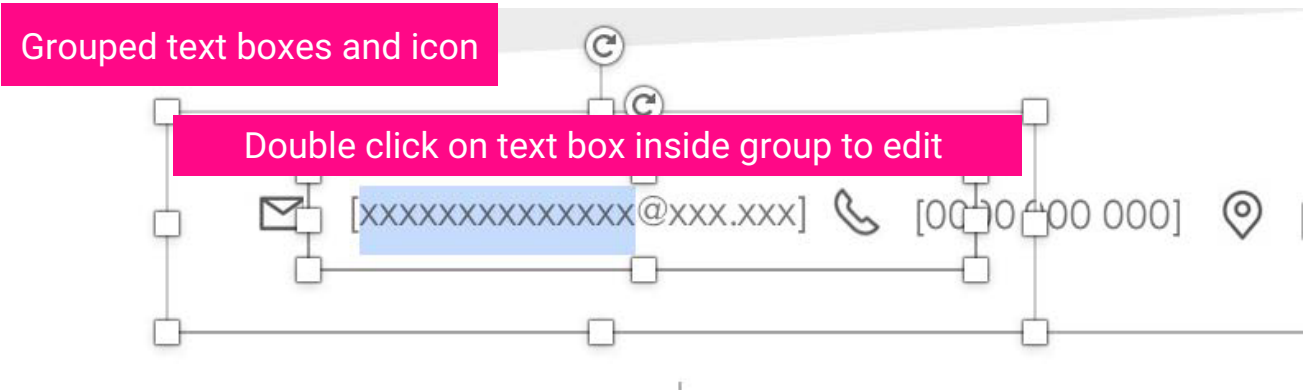 Grouped text boxes and icon
Double click on text box inside group to edit
[xxxxxxxxxxxxxx@xxx.xxx] [0000 000 000]